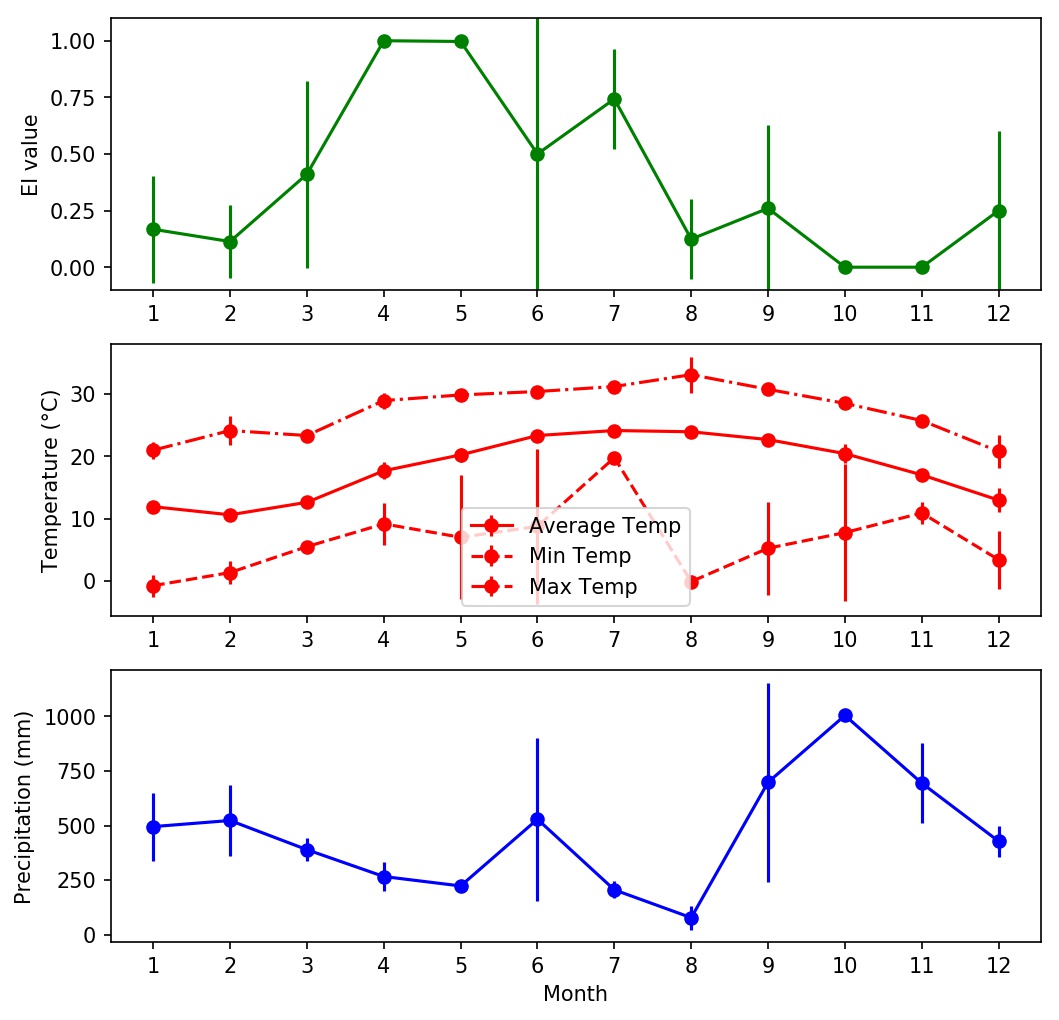 EI value
1.00
0.75
0.50
0.25
0.00
1 2 3 4 5 6 7 8 9 10 11 12
Temperature (°C)
30
20
10
0
Average Temp
Min Temp
Max Temp
1 2 3 4 5 6 7 8 9 10 11 12
Precipitation (mm)
1000
750
500
250
0
1 2 3 4 5 6 7 8 9 10 11 12
Month